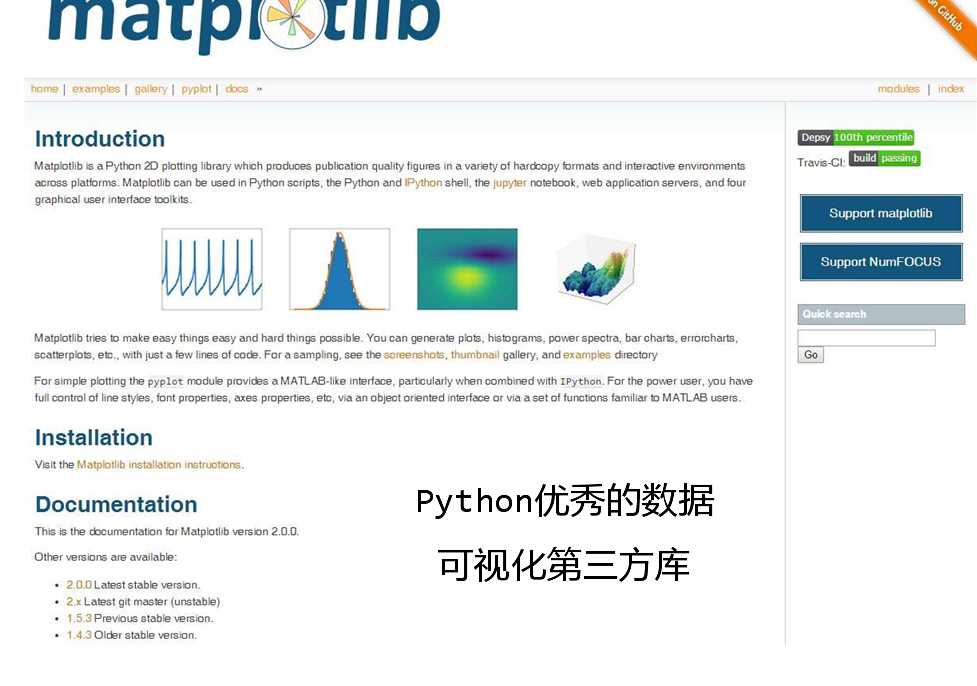 matplotlib
on GitHub
home | examples | gallery | pyplot | docs »
modules | index
Introduction
Matplotlib is a Python 2D plotting library which produces publication quality figures in a variety of hardcopy formats and interactive environments
across platforms. Matplotlib can be used in Python scripts, the Python and IPython shell, the jupyter notebook, web application servers, and four
graphical user interface toolkits.
Matplotlib tries to make easy things easy and hard things possible. You can generate plots, histograms, power spectra, bar charts, errorcharts,
scatterplots, etc., with just a few lines of code. For a sampling, see the screenshots, thumbnail gallery, and examples directory
For simple plotting the pyplot module provides a MATLAB-like interface, particularly when combined with IPython. For the power user, you have
full control of line styles, font properties, axes properties, etc, via an object oriented interface or via a set of functions familiar to MATLAB users.
Installation
Visit the Matplotlib installation instructions.
Documentation
This is the documentation for Matplotlib version 2.0.0.
Other versions are available:
• 2.0.0 Latest stable version.
• 2.x Latest git master (unstable)
• 1.5.3 Previous stable version.
• 1.4.3 Older stable version.
Python优秀的数据
可视化第三方库
Depsy 100th percentile
Travis-CI: build passing
Support matplotlib
Support NumFOCUS
Quick search
Go